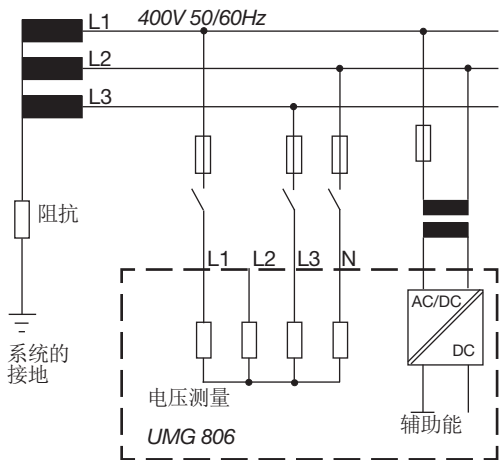 L1 400V 50/60Hz
L2
L3
阻抗
系统的
接地
L1 L2 L3 N
AC/DC
DC
电压测量
辅助能
UMG 806